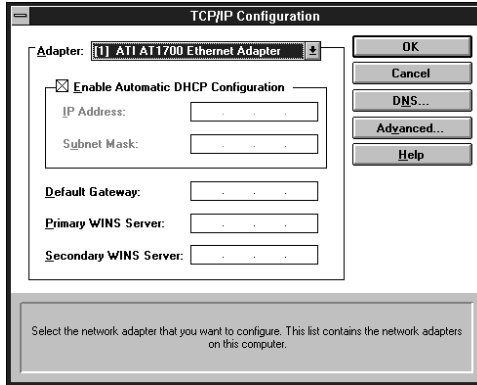 TCP/IP Configuration
Adapter: [1] ATI AT1700 Ethernet Adapter
Enable Automatic DHCP Configuration
IP Address:
Subnet Mask:
Default Gateway:
Primary WINS Server:
Secondary WINS Server:
OK
Cancel
DNS...
Advanced...
Help
Select the network adapter that you want to configure. This list contains the network adapters
on this computer.